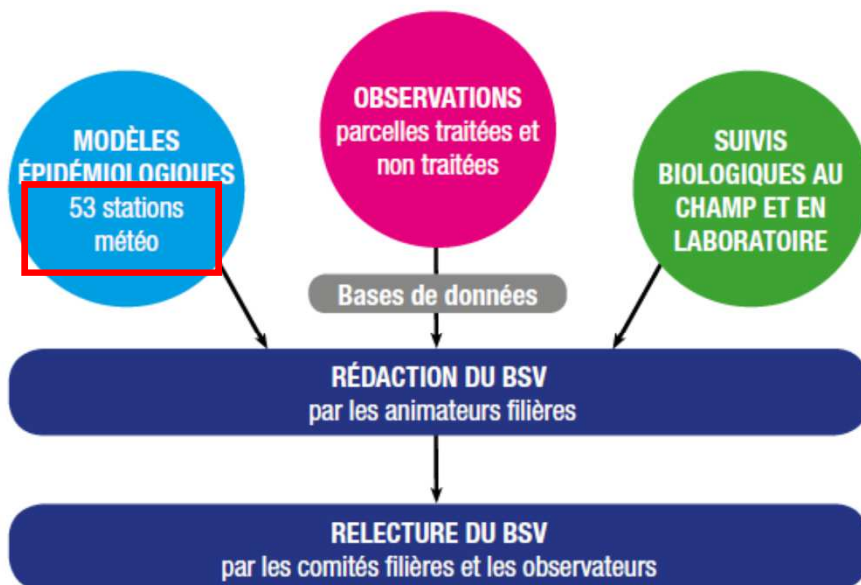 MODÈLES
ÉPIDÉMIOLOGIQUES
53 stations
météo
OBSERVATIONS
parcelles traitées et
non traitées
SUIVIS
BIOLOGIQUES AU
CHAMP ET EN
LABORATOIRE
Bases de données
RÉDACTION DU BSV
par les animateurs filières
RELECTURE DU BSV
par les comités filières et les observateurs